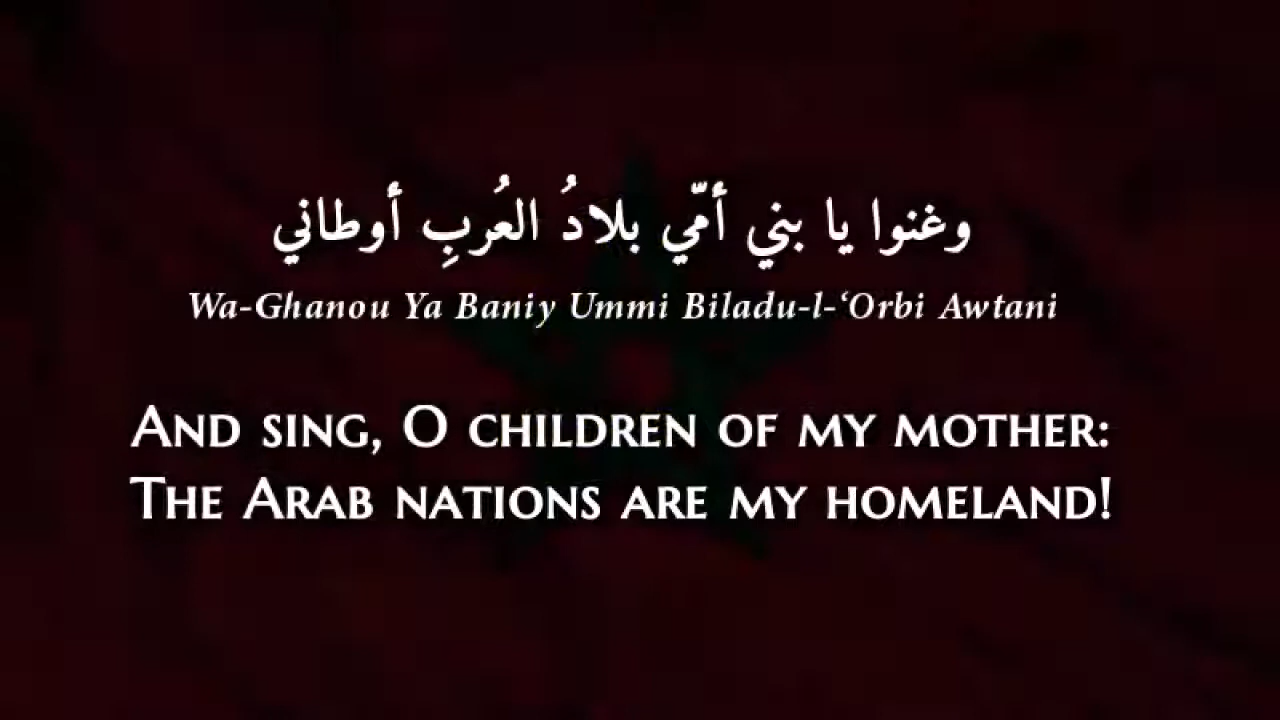 وغنوا يا بني أمّي بلادُ العُربِ أوطاني
Wa-Ghanou Ya Baniy Ummi Biladu-l-‘Orbi Awtani
And sing, O children of my mother:
The Arab nations are my homeland!